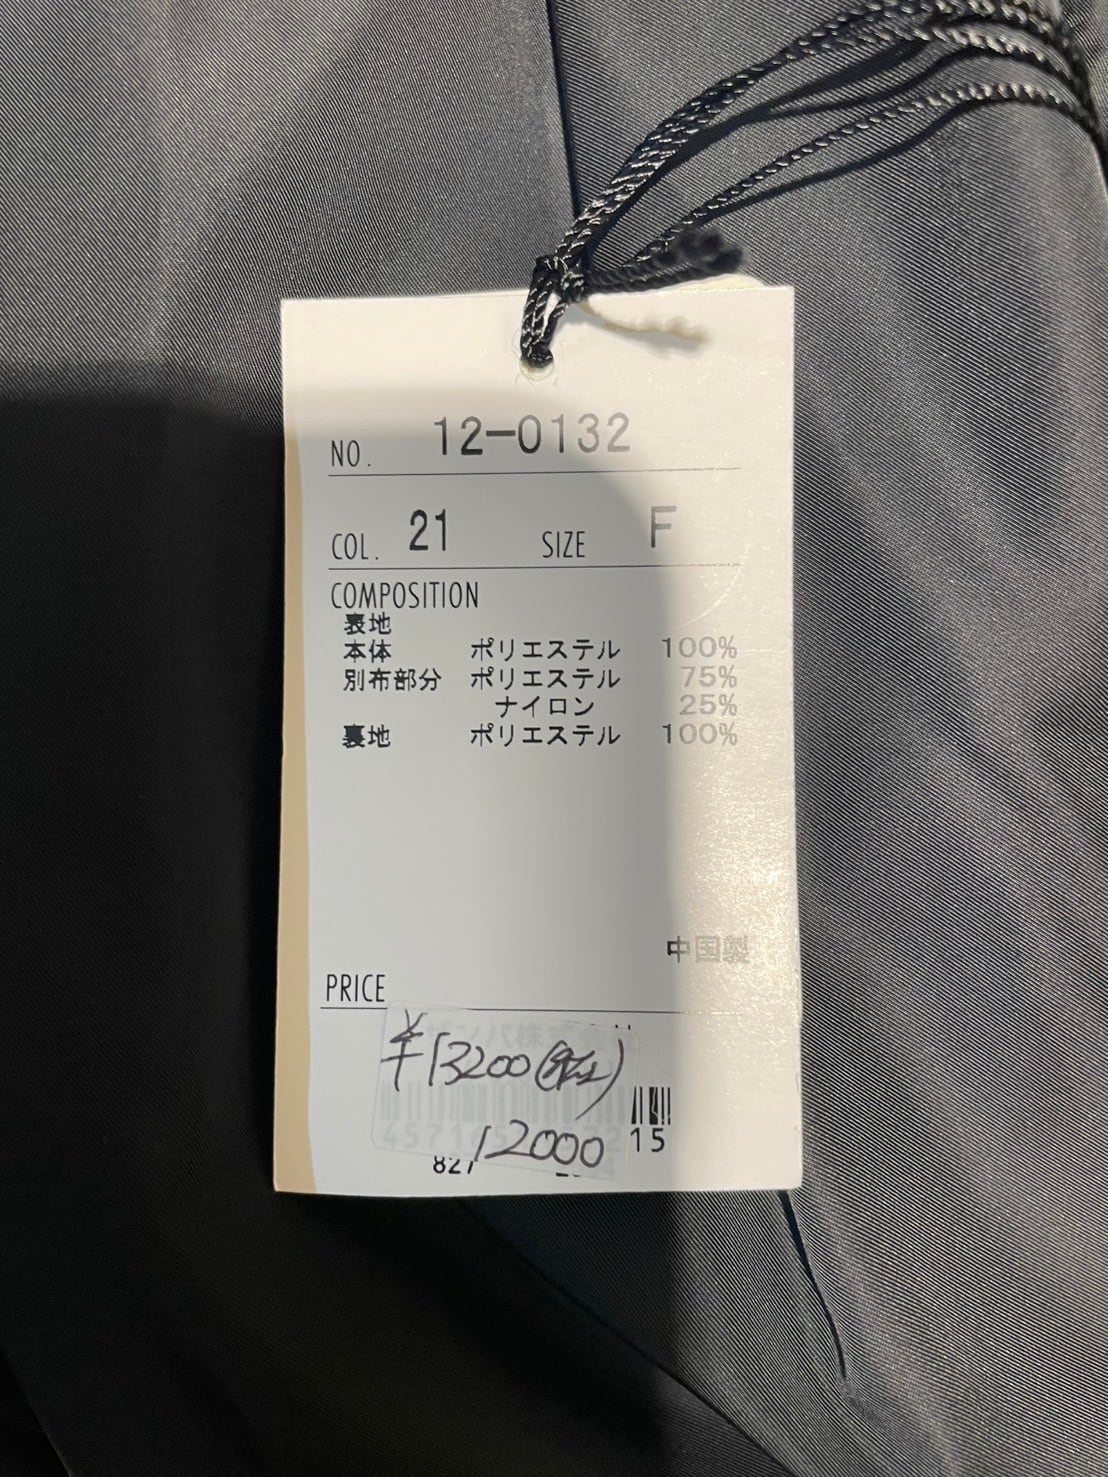 NO. 12-0132
COL. 21 SIZE F
COMPOSITION
表地
本体 ポリエステル 100%
別布部分 ポリエステル 75%
ナイロン 25%
裏地 ポリエステル 100%
中国製
PRICE
¥13200(税込)
12000
15
827